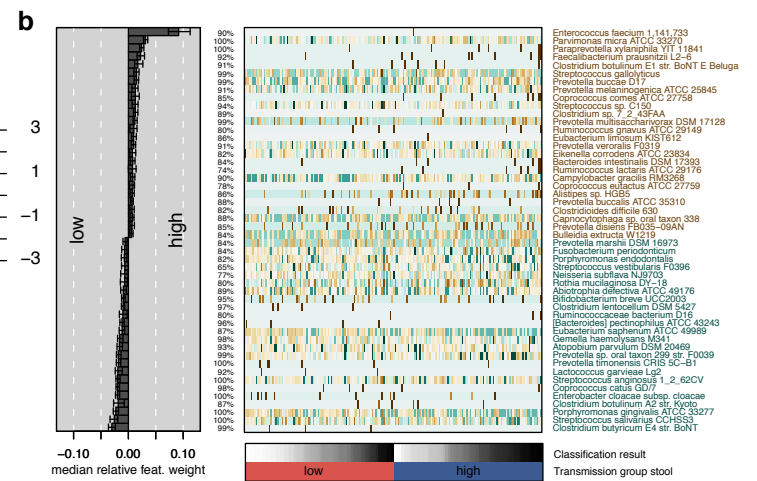 b
3
1
−1
−3
low
high
−0.10 0.00 0.10
median relative feat. weight
90% Enterococcus faecium 1,141,733
100% Parvimonas micra ATCC 33270
100% Paraprevotella xylaniphila YIT 11841
92% Faecalibacterium prausnitzii L2−6
91% Clostridium botulinum E1 str. BoNT E Beluga
99% Streptococcus gallolyticus
99% Prevotella buccae D17
91% Prevotella melaninogenica ATCC 25845
85% Coprococcus comes ATCC 27758
94% Streptococcus sp. C150
89% Clostridium sp. 7_2_43FAA
99% Prevotella multisaccharivorax DSM 17128
80% Ruminococcus gnavus ATCC 29149
86% Eubacterium limosum KIST612
91% Prevotella veroralis F0319
82% Eikenella corrodens ATCC 23834
84% Bacteroides intestinalis DSM 17393
74% Ruminococcus lactaris ATCC 29176
90% Campylobacter gracilis RM3268
78% Coprococcus eutactus ATCC 27759
86% Alistipes sp. HGB5
88% Prevotella buccalis ATCC 35310
82% Clostridioides difficile 630
88% Capnocytophaga sp. oral taxon 338
85% Prevotella disiens FB035−09AN
84% Bulleidia extructa W1219
84% Prevotella marshii DSM 16973
84% Fusobacterium periodonticum
82% Porphyromonas endodontalis
65% Streptococcus vestibularis F0396
77% Neisseria subflava NJ9703
80% Rothia mucilaginosa DY−18
89% Abiotrophia defectiva ATCC 49176
95% Bifidobacterium breve UCC2003
97% Clostridium lentocellum DSM 5427
80% Ruminococcaceae bacterium D16
96% [Bacteroides] pectinophilus ATCC 43243
87% Eubacterium saphenum ATCC 49989
98% Gemella haemolysans M341
93% Atopobium parvulum DSM 20469
99% Prevotella sp. oral taxon 299 str. F0039
97% Prevotella timonensis CRIS 5C−B1
92% Lactococcus garvieae Lg2
100% Streptococcus anginosus 1_2_62CV
98% Coprococcus catus GD/7
100% Enterobacter cloacae subsp. cloacae
87% Clostridium botulinum A2 str. Kyoto
100% Porphyromonas gingivalis ATCC 33277
100% Streptococcus salivarius CCHSS3
99% Clostridium butyricum E4 str. BoNT
Classification result
low high Transmission group stool